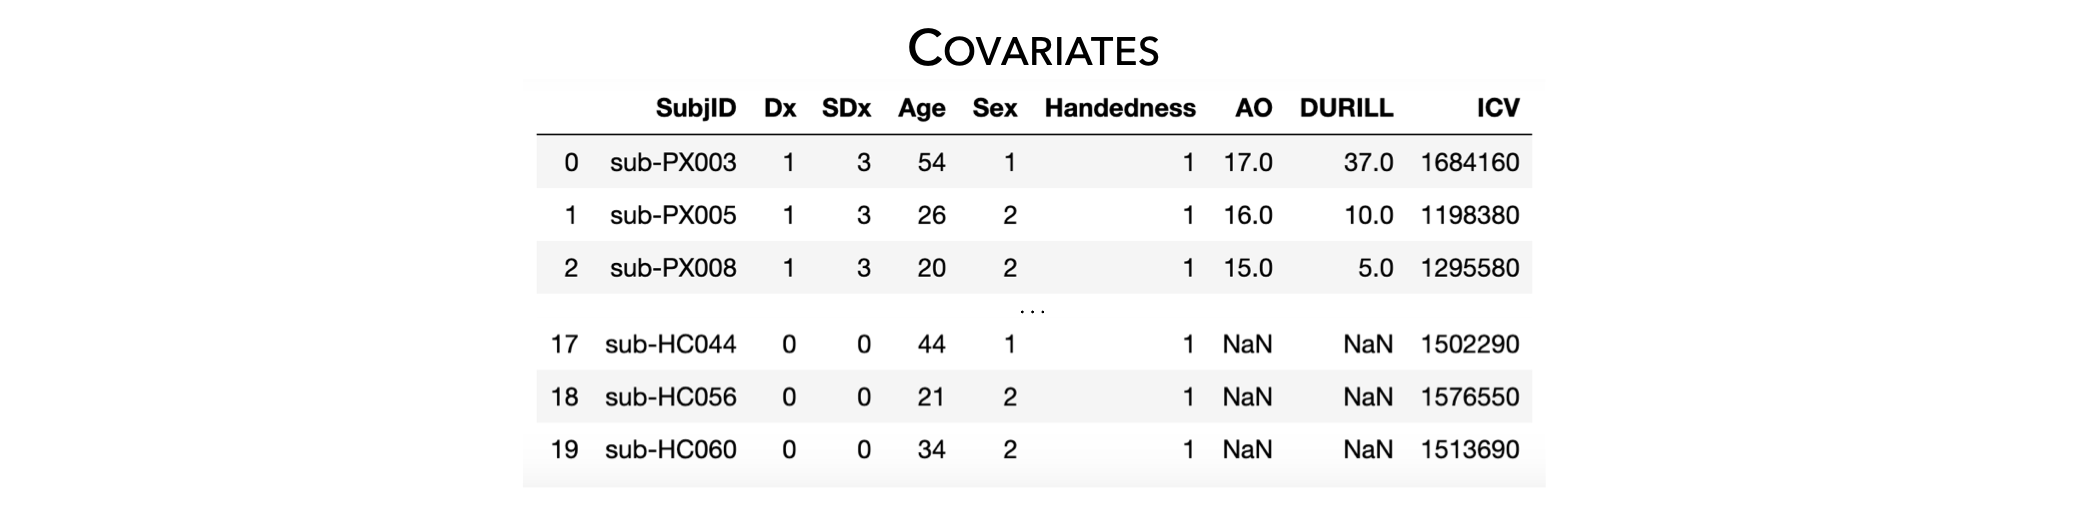 COVARIATES
SubjID Dx SDx Age Sex Handedness AO DURILL ICV
0 sub-PX003 1 3 54 1 1 17.0 37.0 1684160
1 sub-PX005 1 3 26 2 1 16.0 10.0 1198380
2 sub-PX008 1 3 20 2 1 15.0 5.0 1295580
...
17 sub-HC044 0 0 44 1 1 NaN NaN 1502290
18 sub-HC056 0 0 21 2 1 NaN NaN 1576550
19 sub-HC060 0 0 34 2 1 NaN NaN 1513690